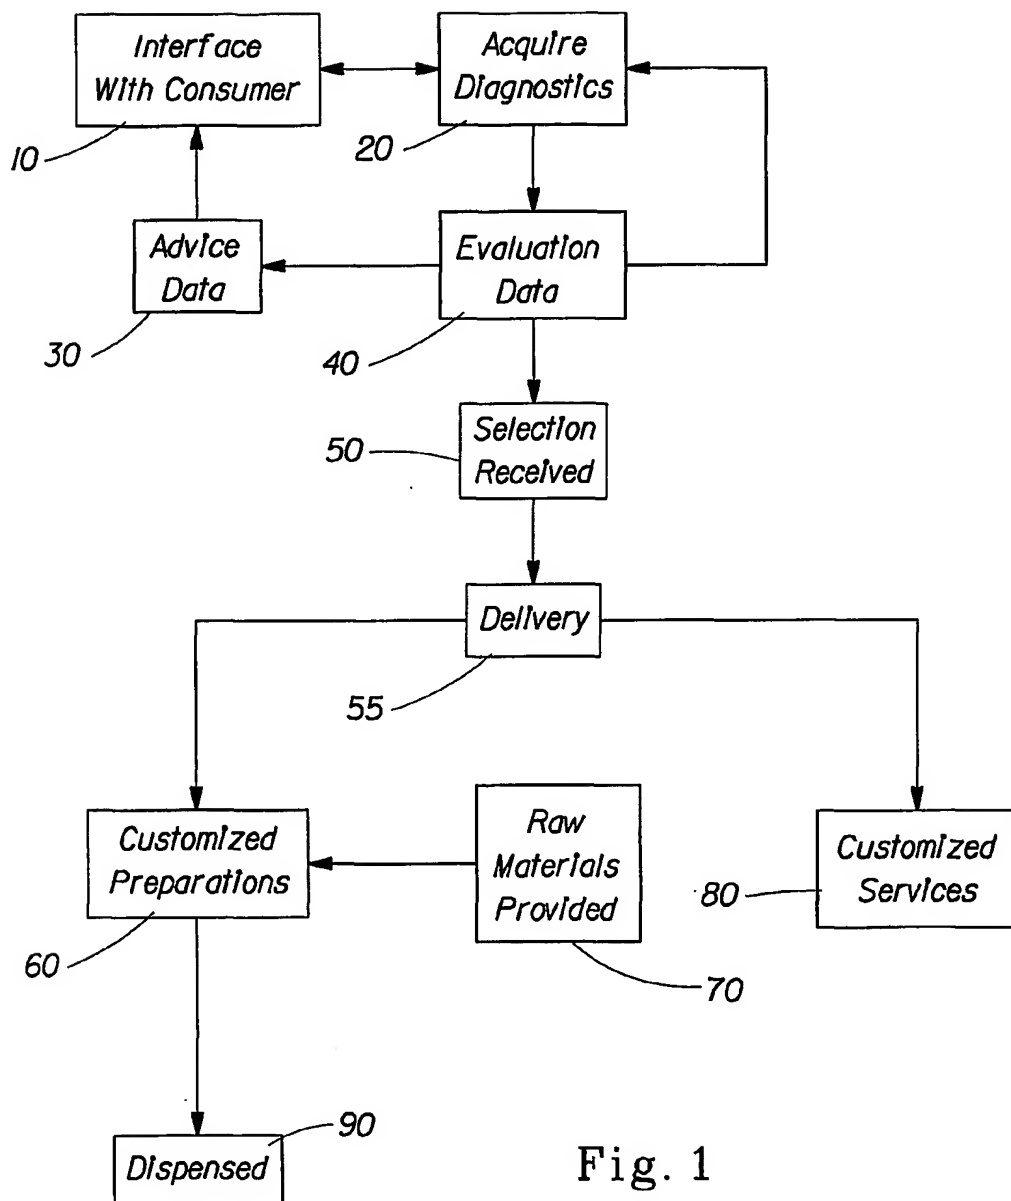 Interface
With Consumer
10
Acquire
Diagnostics
20
Advice
Data
30
Evaluation
Data
40
Selection
Received
50
Delivery
55
Customized
Preparations
60
Raw
Materials
Provided
70
Customized
Services
80
Dispensed
90
Fig. 1